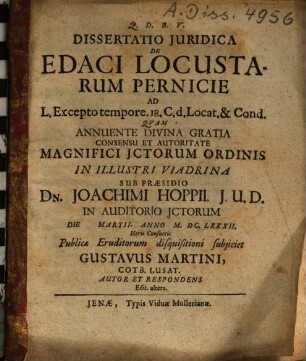 A. Diss. 4956
Q. D. B. V.
DISSERTATIO JURIDICA
DE
EDACI LOCUSTA-
RUM PERNICIE
AD
L. Excepto tempore. 18. C. d. Locat. & Cond.
QVAM
ANNUENTE DIVINA GRATIA
CONSENSU ET AUTORITATE
MAGNIFICI JCTORUM ORDINIS
IN ILLUSTRI VIADRINA
SUB PRÆSIDIO
DN. JOACHIMI HOPPII. J. U. D.
IN AUDITORIO JCTORUM
DIE MARTII. ANNO M. DC. LXXXII.
Horis Consuetis
Publicæ Eruditorum disquisitioni subjiciet
GUSTAVUS MARTINI,
COTB. LUSAT.
AUTOR ET RESPONDENS
Edit. altera.
JENÆ, Typis Viduæ Mullerianæ.